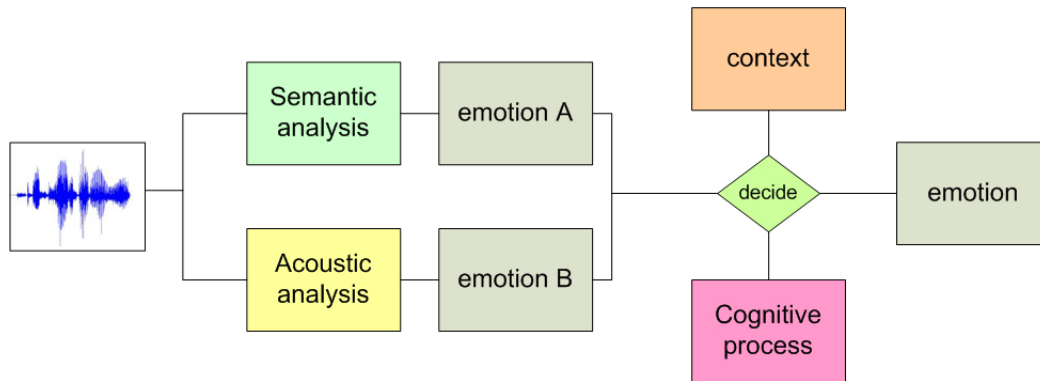 context
Semantic
analysis
emotion A
decide
emotion
Acoustic
analysis
emotion B
Cognitive
process